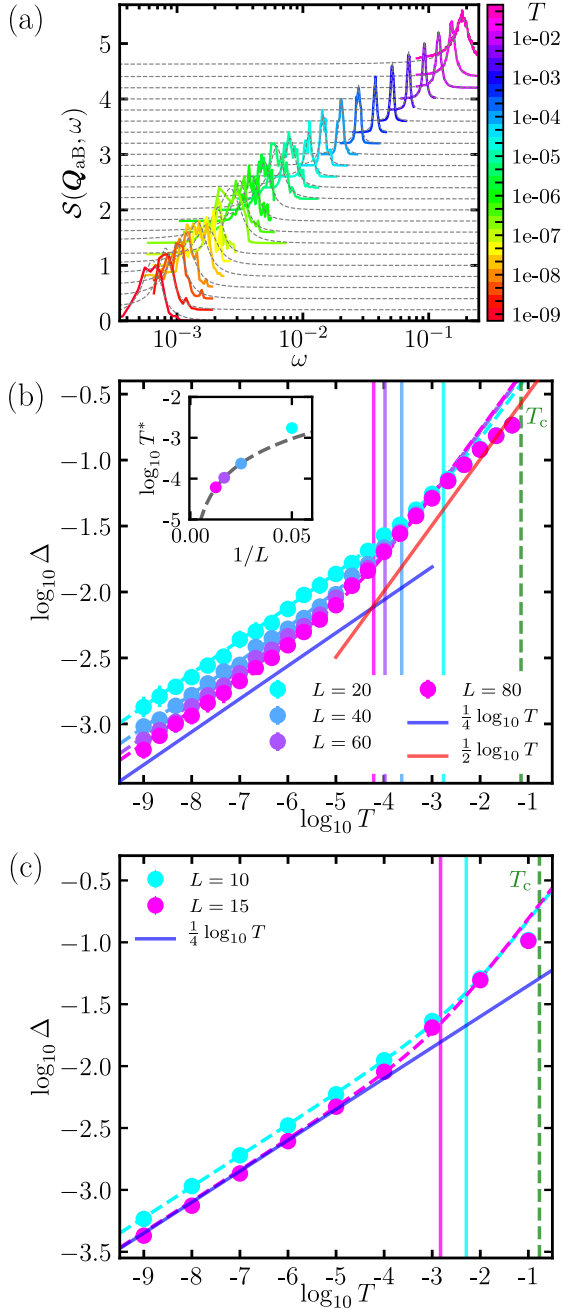 (a)
T
5
4
3
2
1
0
S(Q_aB, ω)
10⁻³
10⁻²
10⁻¹
ω
1e-02
1e-03
1e-04
1e-05
1e-06
1e-07
1e-08
1e-09
(b)
−0.5
−1.0
−1.5
−2.0
−2.5
−3.0
log₁₀ Δ
-2
-3
-4
-5
log₁₀ T*
0.00
0.05
1/L
T_c
L = 20
L = 40
L = 60
L = 80
1/4 log₁₀ T
1/2 log₁₀ T
-9 -8 -7 -6 -5 -4 -3 -2 -1
log₁₀ T
(c)
L = 10
L = 15
1/4 log₁₀ T
T_c
−0.5
−1.0
−1.5
−2.0
−2.5
−3.0
−3.5
log₁₀ Δ
-9 -8 -7 -6 -5 -4 -3 -2 -1
log₁₀ T